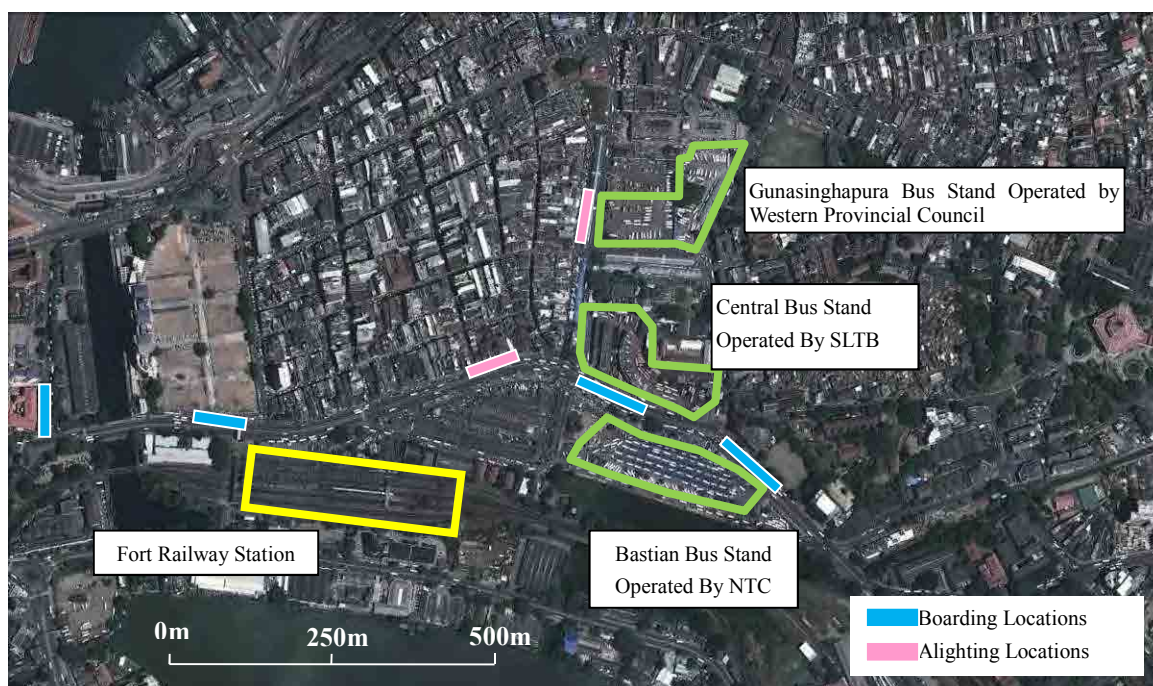 Gunasinghapura Bus Stand Operated by
Western Provincial Council
Central Bus Stand
Operated By SLTB
Fort Railway Station
Bastian Bus Stand
Operated By NTC
0m 250m 500m
Boarding Locations
Alighting Locations